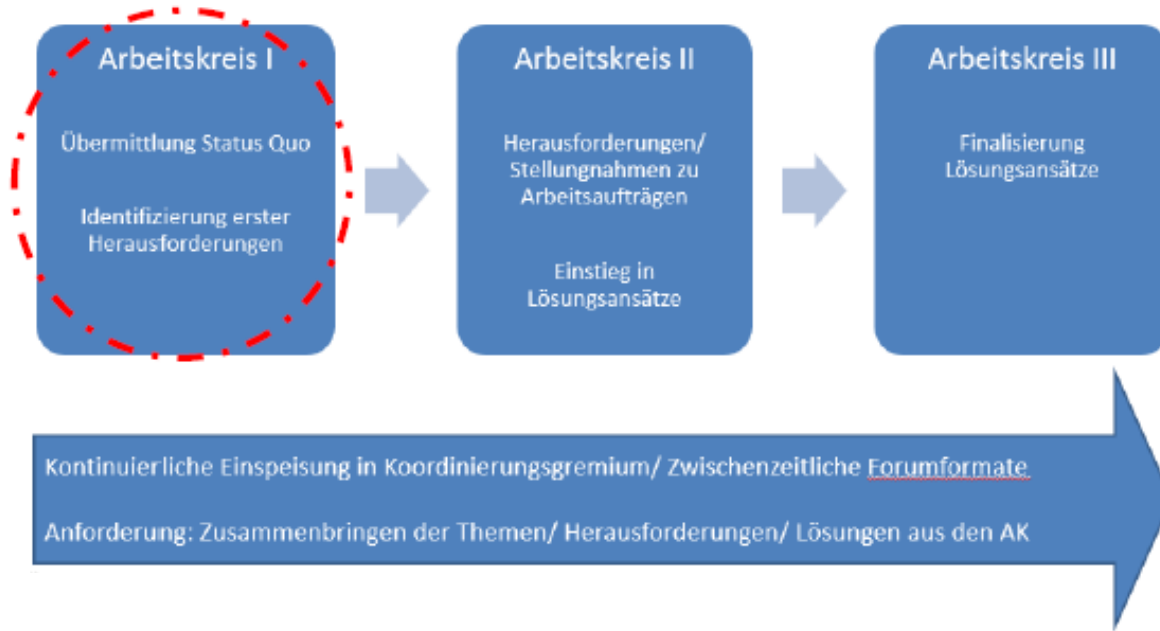 Arbeitskreis I
Übermittlung Status Quo
Identifizierung erster
Herausforderungen
Arbeitskreis II
Herausforderungen/
Stellungnahmen zu
Arbeitsaufträgen
Einstieg in
Lösungsansätze
Arbeitskreis III
Finalisierung
Lösungsansätze
Kontinuierliche Einspeisung in Koordinierungsgremium/ Zwischenzeitliche Forumformate
Anforderung: Zusammenbringen der Themen/ Herausforderungen/ Lösungen aus den AK